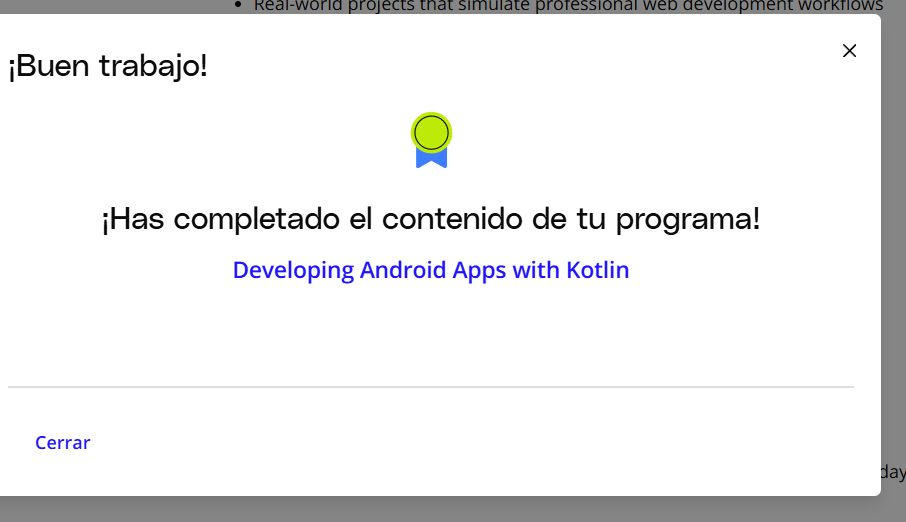 Real-world projects that simulate professional web development workflows
¡Buen trabajo!
¡Has completado el contenido de tu programa!
Developing Android Apps with Kotlin
Cerrar
day